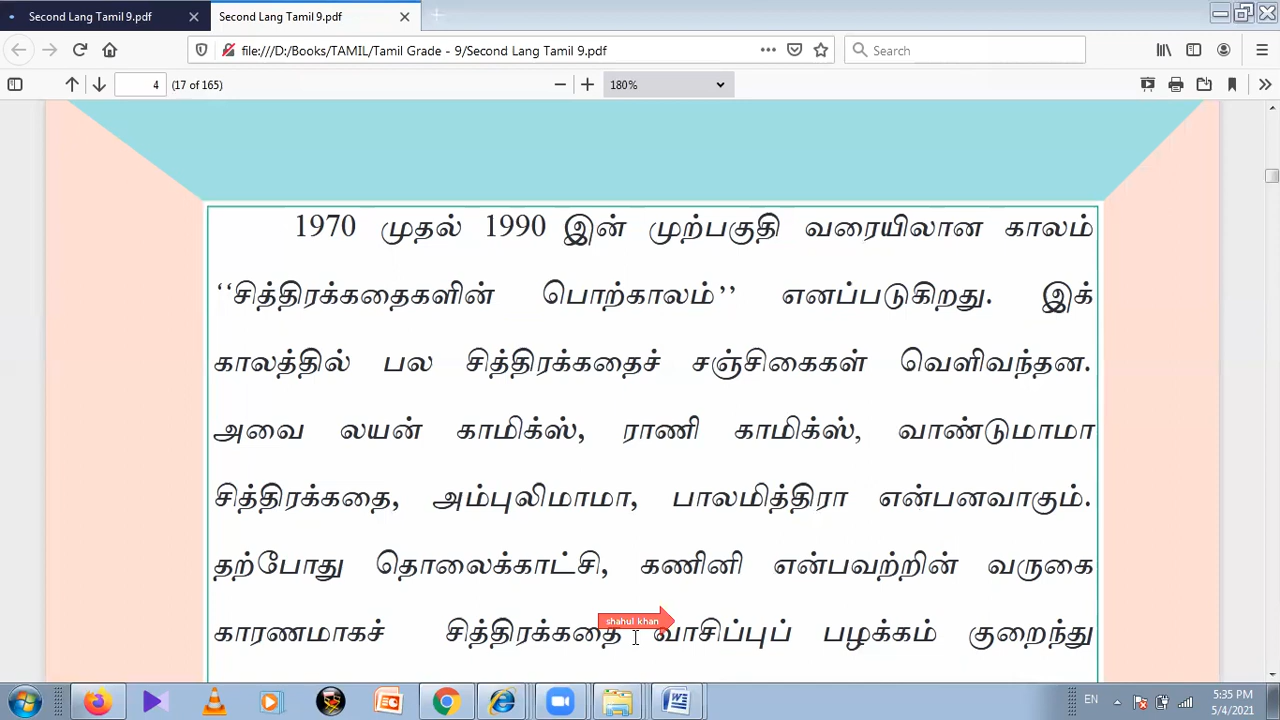 Second Lang Tamil 9.pdf
Second Lang Tamil 9.pdf
file:///D:/Books/TAMIL/Tamil Grade - 9/Second Lang Tamil 9.pdf
Search
4 (17 of 165)
180%
1970 முதல் 1990 இன் முற்பகுதி வரையிலான காலம்
‘‘சித்திரக்கதைகளின் பொற்காலம்’’ எனப்படுகிறது. இக்
காலத்தில் பல சித்திரக்கதைச் சஞ்சிகைகள் வெளிவந்தன.
அவை லயன் காமிக்ஸ், ராணி காமிக்ஸ், வாண்டுமாமா
சித்திரக்கதை, அம்புலிமாமா, பாலமித்திரா என்பனவாகும்.
தற்போது தொலைக்காட்சி, கணினி என்பவற்றின் வருகை
shahul khan
காரணமாகச் சித்திரக்கதை வாசிப்புப் பழக்கம் குறைந்து
EN
5:35 PM
5/4/2021